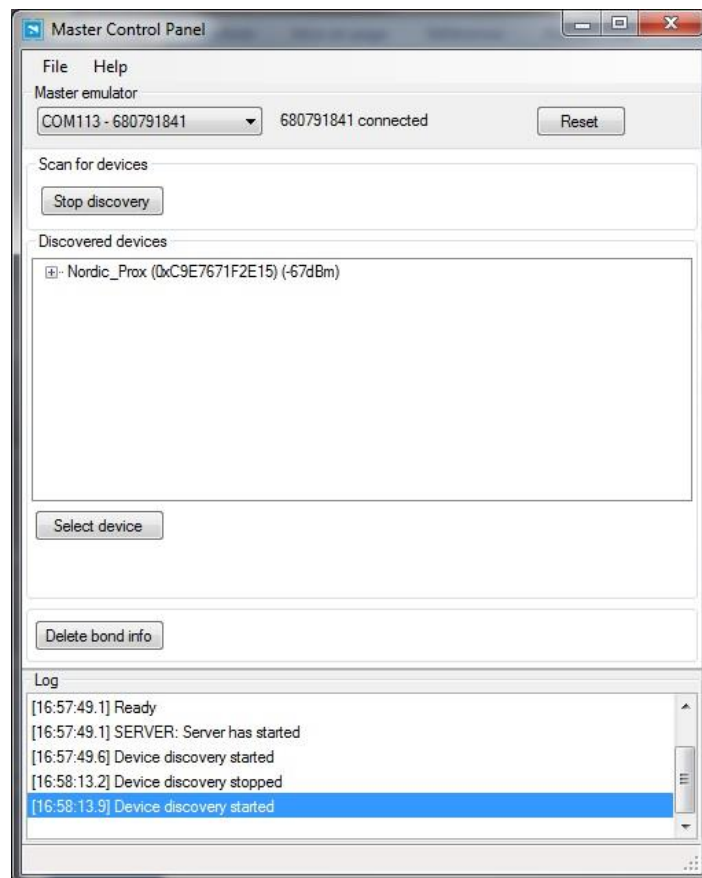 Master Control Panel
File Help
Master emulator
COM113 - 680791841 680791841 connected Reset
Scan for devices
Stop discovery
Discovered devices
Nordic_Prox (0xC9E7671F2E15) (-67dBm)
Select device
Delete bond info
Log
[16:57:49.1] Ready
[16:57:49.1] SERVER: Server has started
[16:57:49.6] Device discovery started
[16:58:13.2] Device discovery stopped
[16:58:13.9] Device discovery started